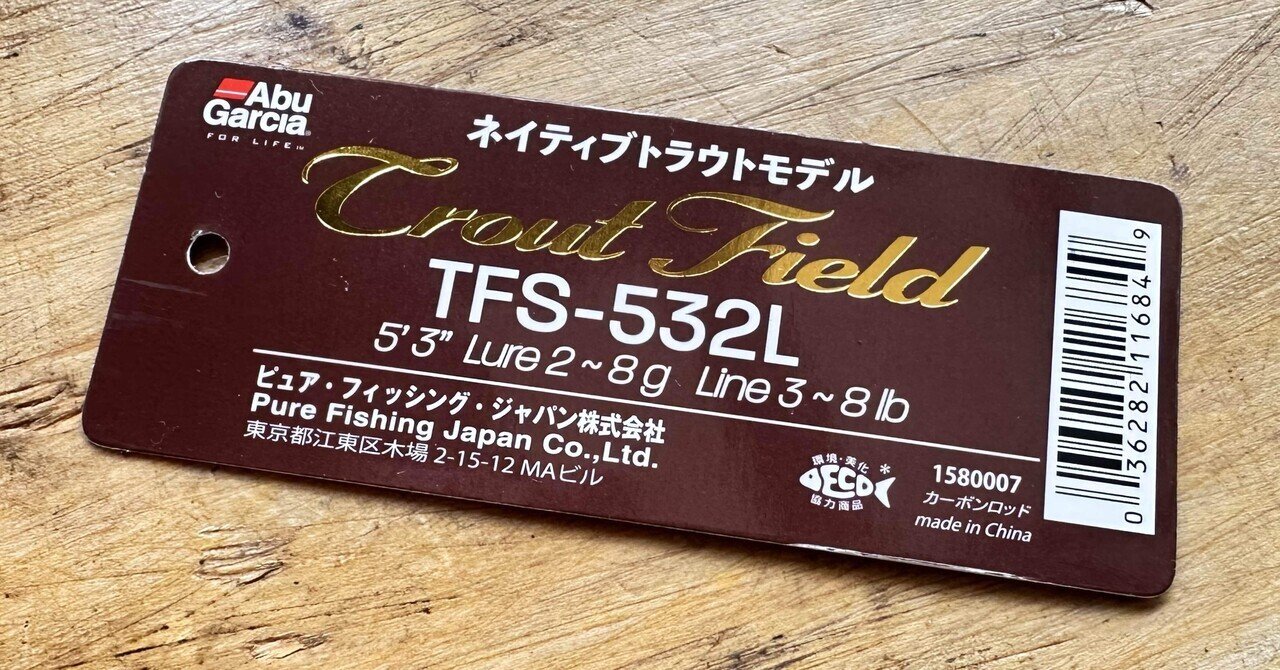 Abu
Garcia®
FOR LIFE™
ネイティブトラウトモデル
Trout Field
TFS-532L
5'3" Lure 2~8g Line 3~8lb
ピュア・フィッシング・ジャパン株式会社
Pure Fishing Japan Co.,Ltd.
東京都江東区木場 2-15-12 MAビル
環境・美化
ECO
協力商品
*
1580007
カーボンロッド
made in China
0 36282 11684 9